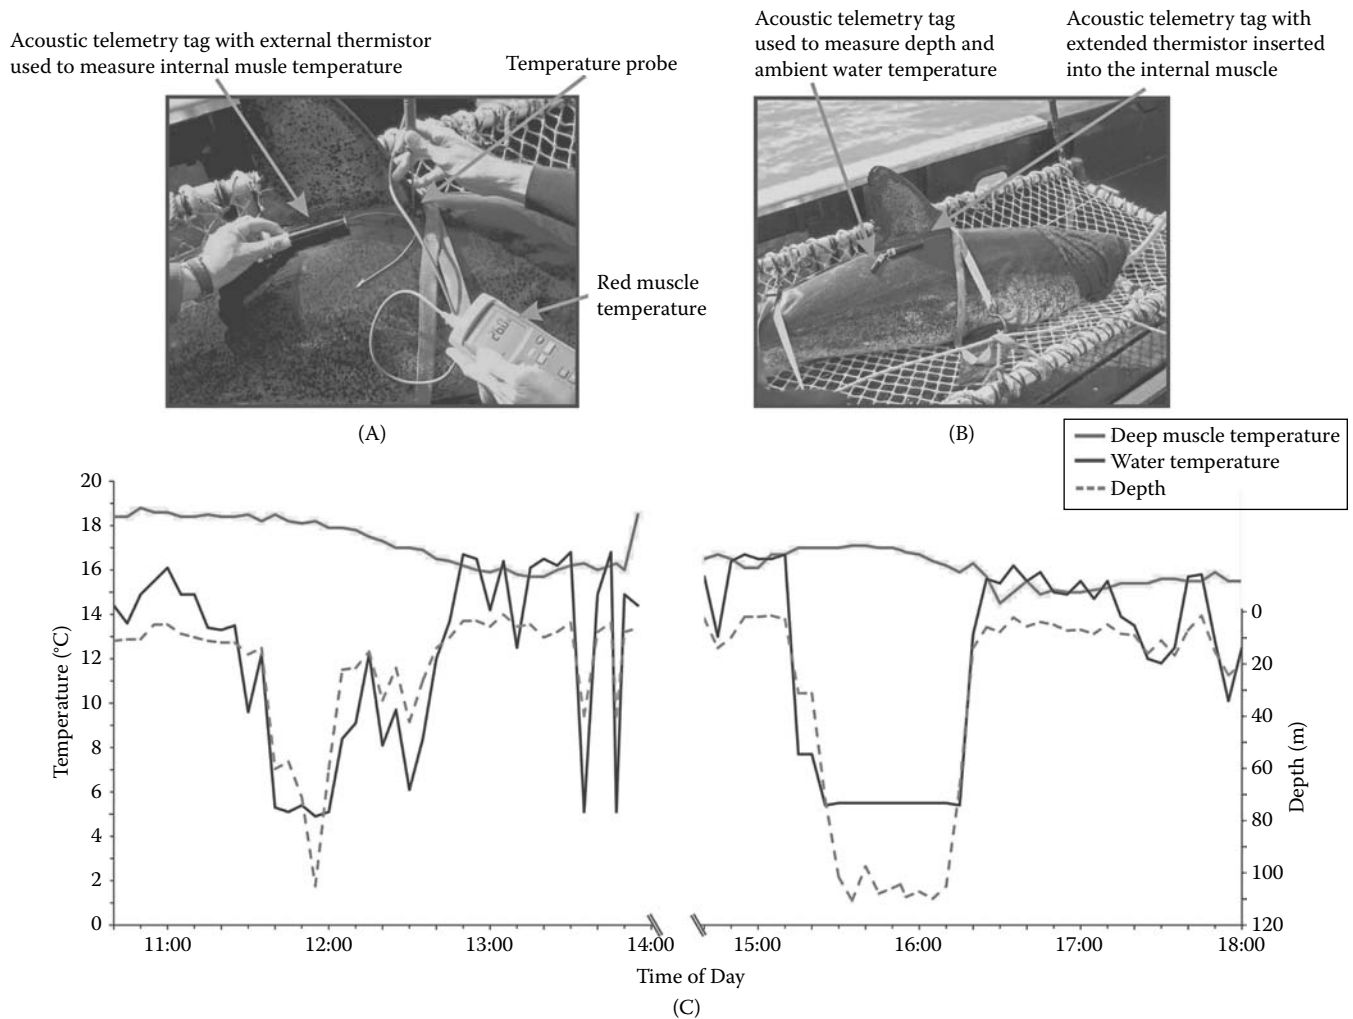 Acoustic telemetry tag with external thermistor
used to measure internal musle temperature
Temperature probe
Red muscle
temperature
(A)
Acoustic telemetry tag
used to measure depth and
ambient water temperature
Acoustic telemetry tag with
extended thermistor inserted
into the internal muscle
(B)
Deep muscle temperature
Water temperature
Depth
20
18
16
14
12
10
8
6
4
2
0
Temperature (°C)
0
20
40
60
80
100
120
Depth (m)
11:00 12:00 13:00 14:00 15:00 16:00 17:00 18:00
Time of Day
(C)